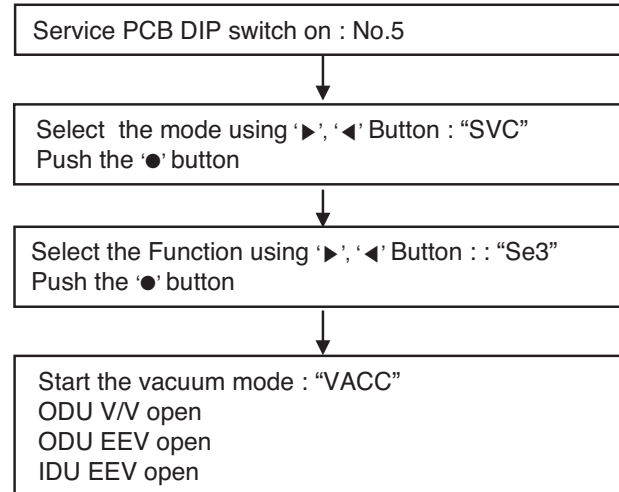 Service PCB DIP switch on : No.5
Select the mode using ‘▶’, ‘◀’ Button : “SVC”
Push the ‘●’ button
Select the Function using ‘▶’, ‘◀’ Button : : “Se3”
Push the ‘●’ button
Start the vacuum mode : “VACC”
ODU V/V open
ODU EEV open
IDU EEV open